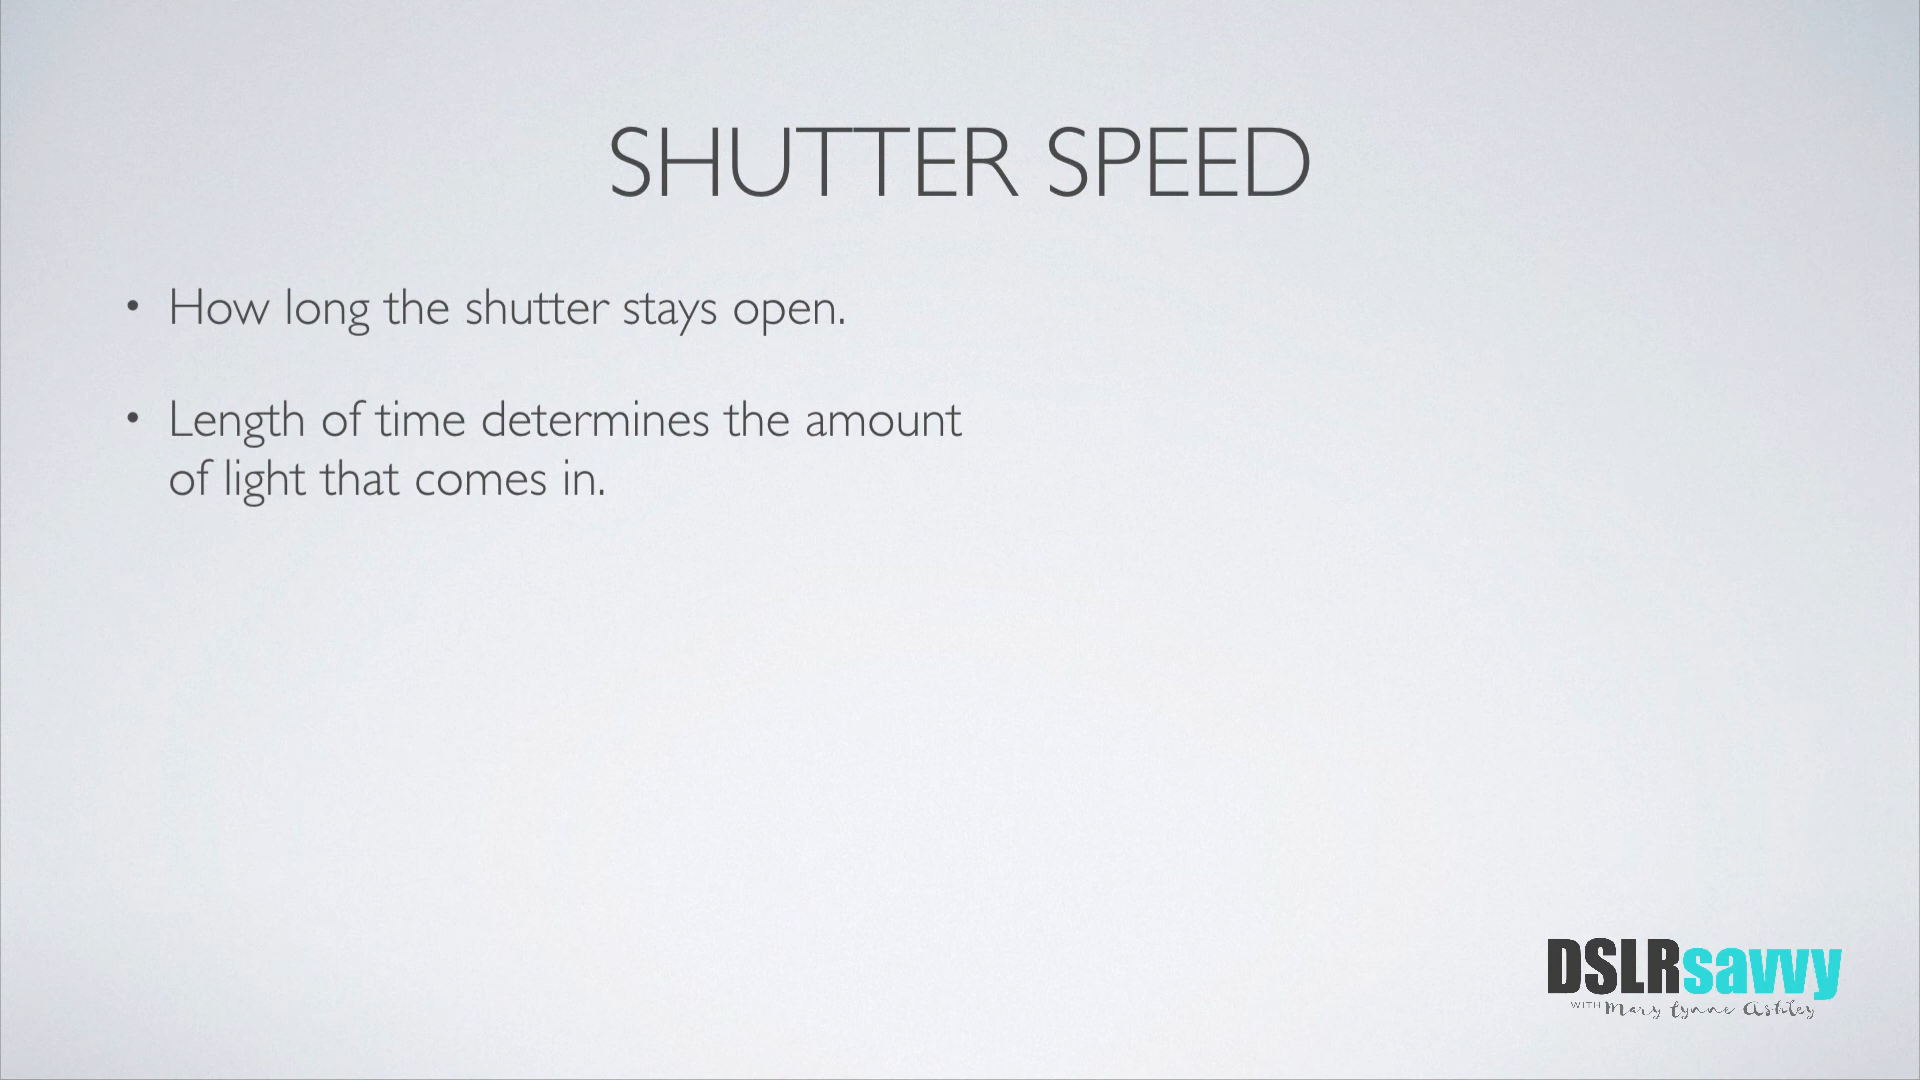 SHUTTER SPEED
• How long the shutter stays open.
• Length of time determines the amount
of light that comes in.
DSLRsavvy
WITH Mary Lynne Ashley